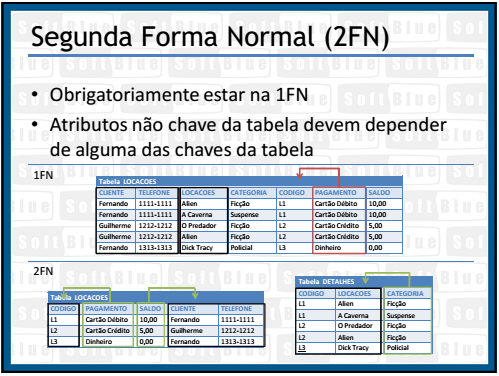 Segunda Forma Normal (2FN)
• Obrigatoriamente estar na 1FN
• Atributos não chave da tabela devem depender
de alguma das chaves da tabela
1FN
Tabela LOCACOES
CLIENTE TELEFONE LOCACOES CATEGORIA CODIGO PAGAMENTO SALDO
Fernando 1111-1111 Alien Ficção L1 Cartão Débito 10,00
Fernando 1111-1111 A Caverna Suspense L1 Cartão Débito 10,00
Guilherme 1212-1212 O Predador Ficção L2 Cartão Crédito 5,00
Guilherme 1212-1212 Alien Ficção L2 Cartão Crédito 5,00
Fernando 1313-1313 Dick Tracy Policial L3 Dinheiro 0,00
2FN
Tabela LOCACOES
CODIGO PAGAMENTO SALDO CLIENTE TELEFONE
L1 Cartão Débito 10,00 Fernando 1111-1111
L2 Cartão Crédito 5,00 Guilherme 1212-1212
L3 Dinheiro 0,00 Fernando 1313-1313
Tabela DETALHES
CODIGO LOCACOES CATEGORIA
L1 Alien Ficção
L1 A Caverna Suspense
L2 O Predador Ficção
L2 Alien Ficção
L3 Dick Tracy Policial